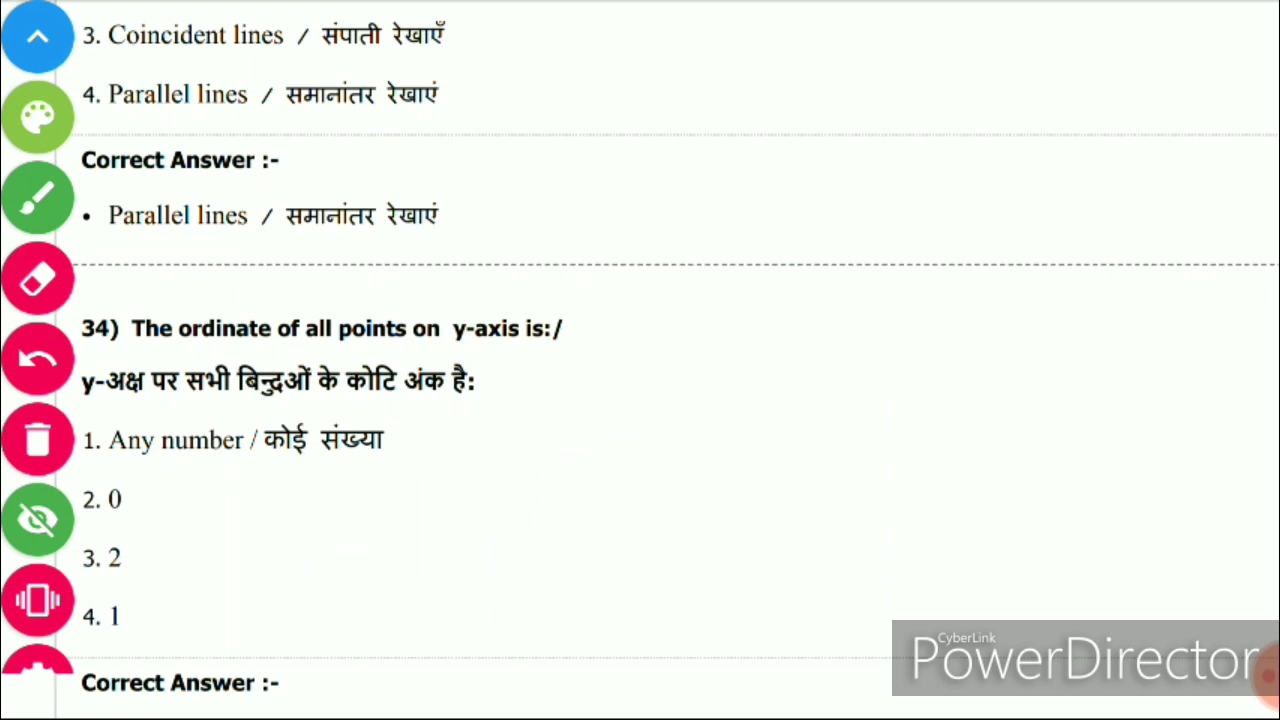 3. Coincident lines / संपाती रेखाएँ
4. Parallel lines / समानांतर रेखाएं
Correct Answer :-
• Parallel lines / समानांतर रेखाएं
34) The ordinate of all points on y-axis is:/
y-अक्ष पर सभी बिन्दुओं के कोटि अंक है:
1. Any number / कोई संख्या
2. 0
3. 2
4. 1
Correct Answer :-
CyberLink
PowerDirector